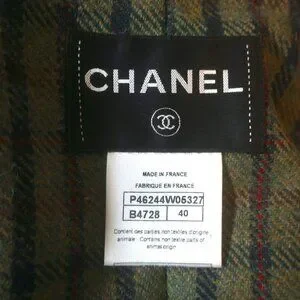 CHANEL
MADE IN FRANCE
FABRIQUE EN FRANCE
P46244W05327
B4728 40
Contient des parties non textiles d'origine
animale - Contains non textile parts of
animal origin